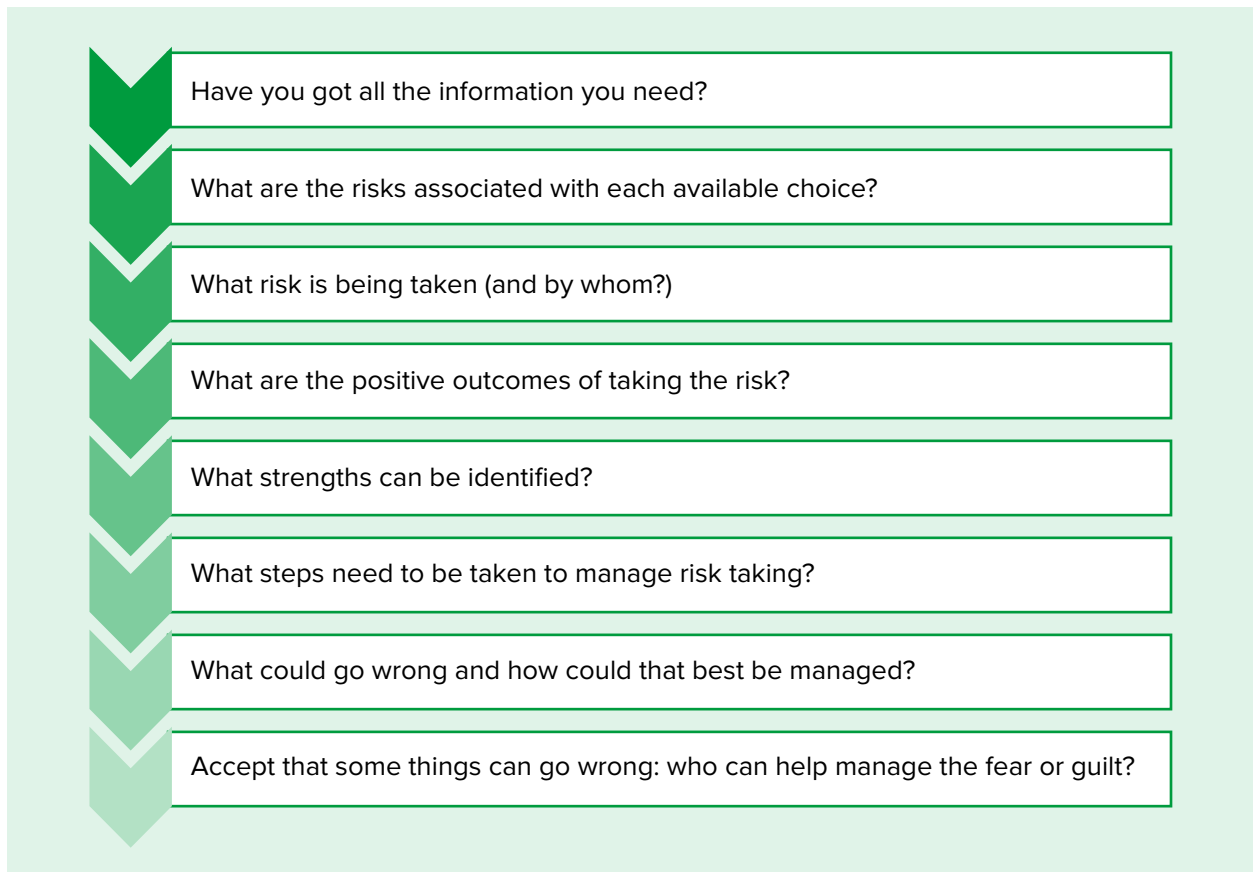 Have you got all the information you need?
What are the risks associated with each available choice?
What risk is being taken (and by whom?)
What are the positive outcomes of taking the risk?
What strengths can be identified?
What steps need to be taken to manage risk taking?
What could go wrong and how could that best be managed?
Accept that some things can go wrong: who can help manage the fear or guilt?